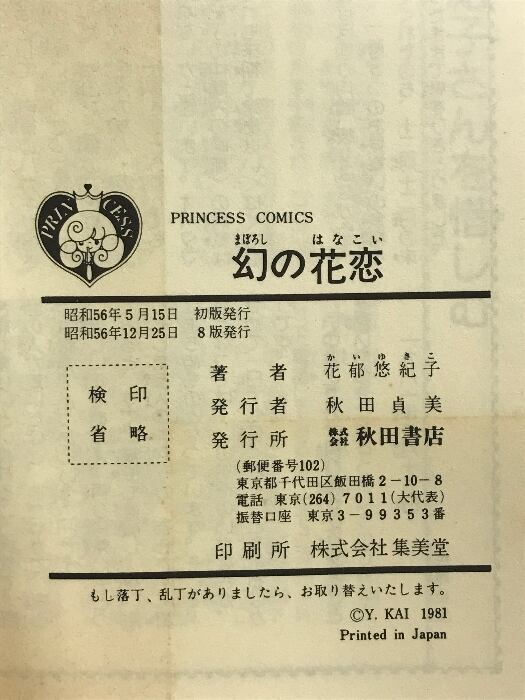 PRINCESS
PRINCESS COMICS
まぼろし はなこい
幻の花恋
昭和56年5月15日 初版発行
昭和56年12月25日 8版発行
検印
省略
かいゆきこ
著者 花郁悠紀子
発行者 秋田貞美
発行所 株式会社 秋田書店
(郵便番号102)
東京都千代田区飯田橋2-10-8
電話 東京(264)7011(大代表)
振替口座 東京3-99353番
印刷所 株式会社集美堂
もし落丁、乱丁がありましたら、お取り替えいたします。
©Y. KAI 1981
Printed in Japan